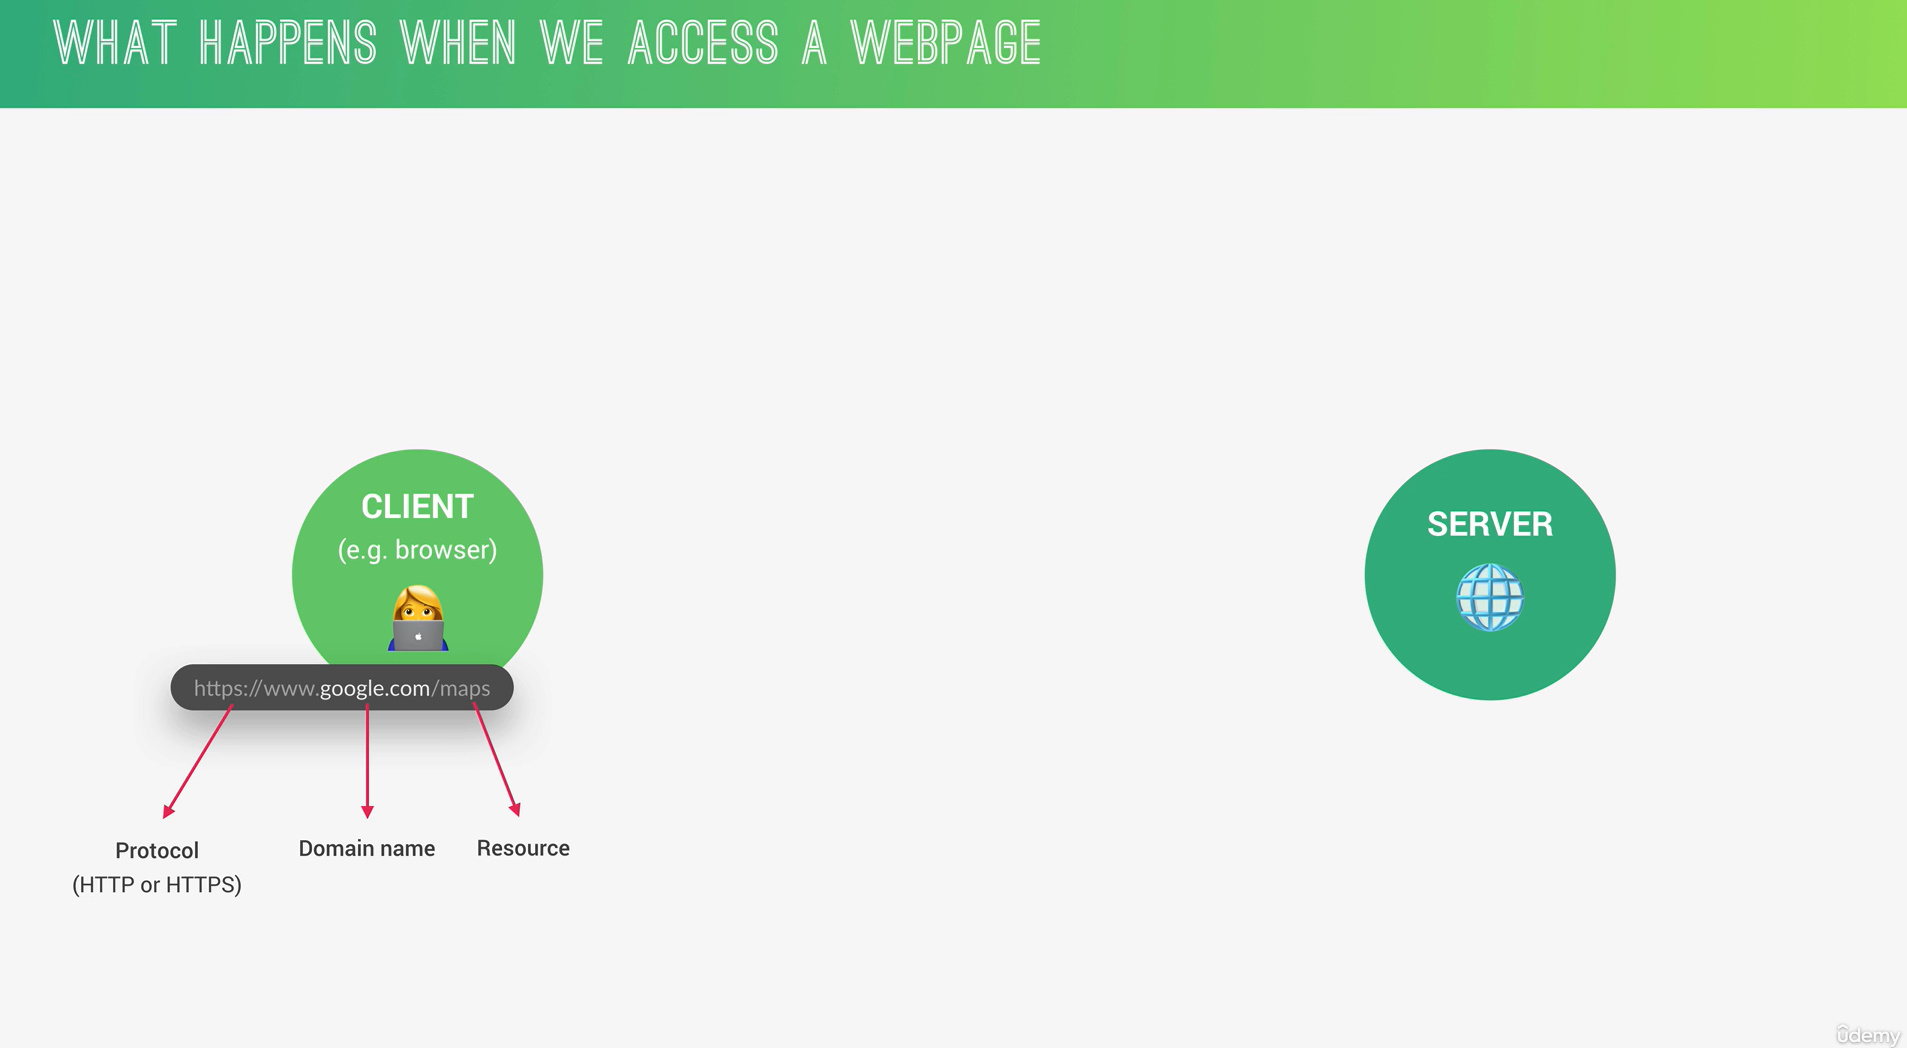 WHAT HAPPENS WHEN WE ACCESS A WEBPAGE
CLIENT
(e.g. browser)
SERVER
https://www.google.com/maps
Protocol
(HTTP or HTTPS)
Domain name
Resource
ûdemy